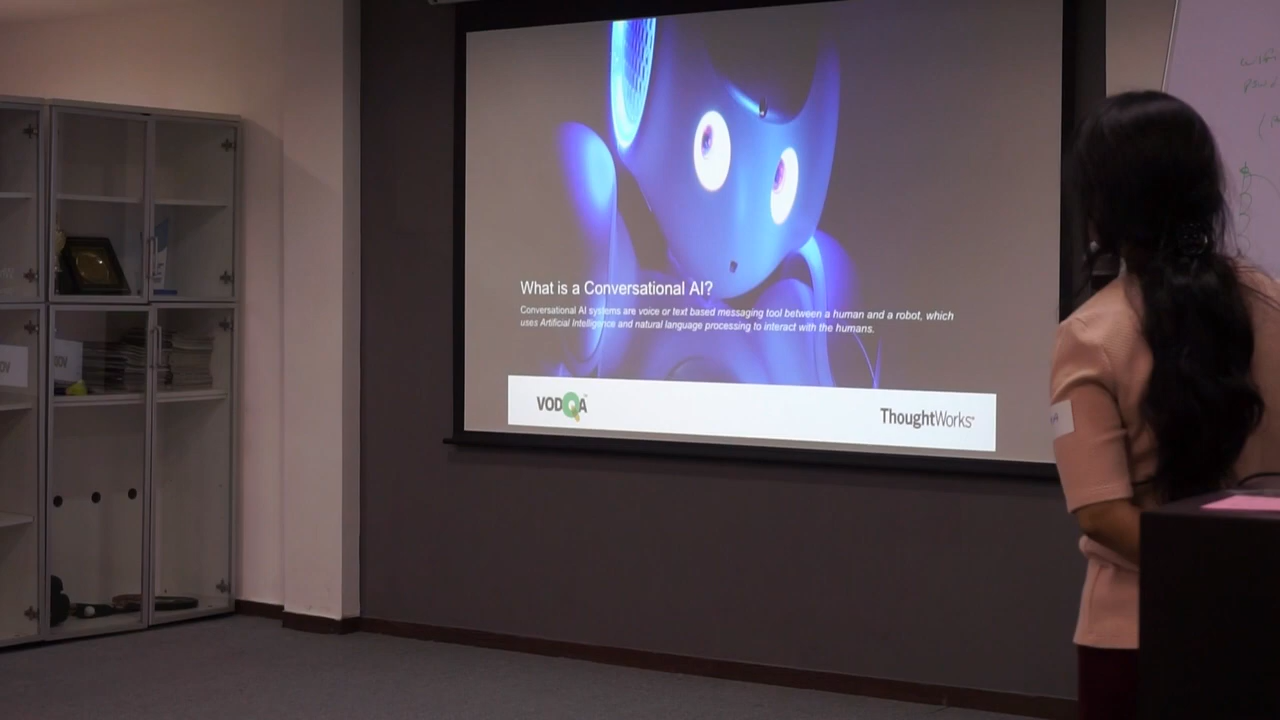 What is a Conversational AI?
Conversational AI systems are voice or text based messaging tool between a human and a robot, which
uses Artificial Intelligence and natural language processing to interact with the humans.
VODQA
ThoughtWorks